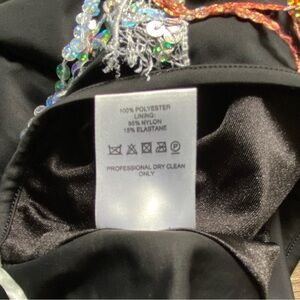 100% POLYESTER
LINING:
85% NYLON
15% ELASTANE
PROFESSIONAL DRY CLEAN
ONLY